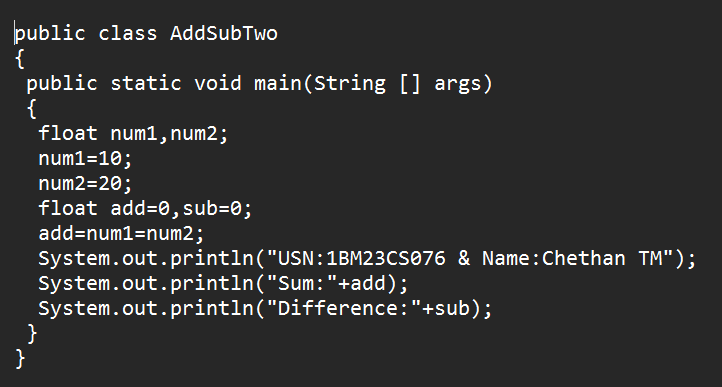 public class AddSubTwo
{
 public static void main(String [] args)
 {
  float num1,num2;
  num1=10;
  num2=20;
  float add=0,sub=0;
  add=num1=num2;
  System.out.println("USN:1BM23CS076 & Name:Chethan TM");
  System.out.println("Sum:"+add);
  System.out.println("Difference:"+sub);
 }
}